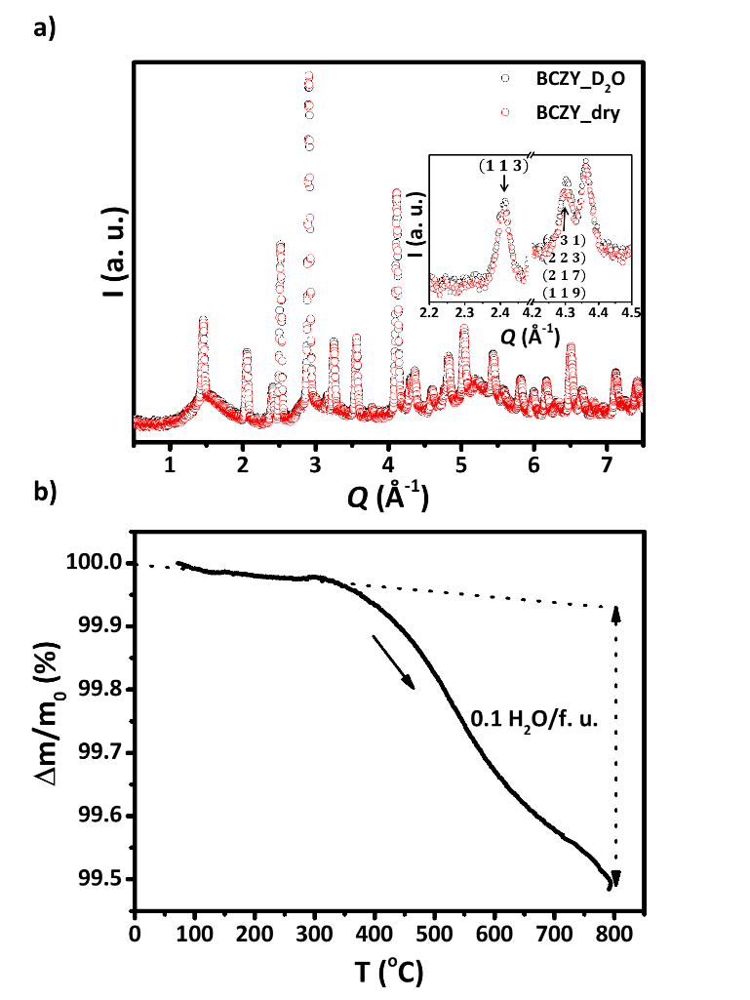 a)
BCZY_D2O
BCZY_dry
I (a. u.)
(1 1 3)
I (a. u.)
3 1)
(2 2 3)
(2 1 7)
(1 1 9)
2.2 2.3 2.4 4.2 4.3 4.4 4.5
Q (Å-1)
1 2 3 4 5 6 7
Q (Å-1)
b)
100.0
99.9
99.8
99.7
99.6
99.5
Δm/m0 (%)
0.1 H2O/f. u.
0 100 200 300 400 500 600 700 800
T (oC)